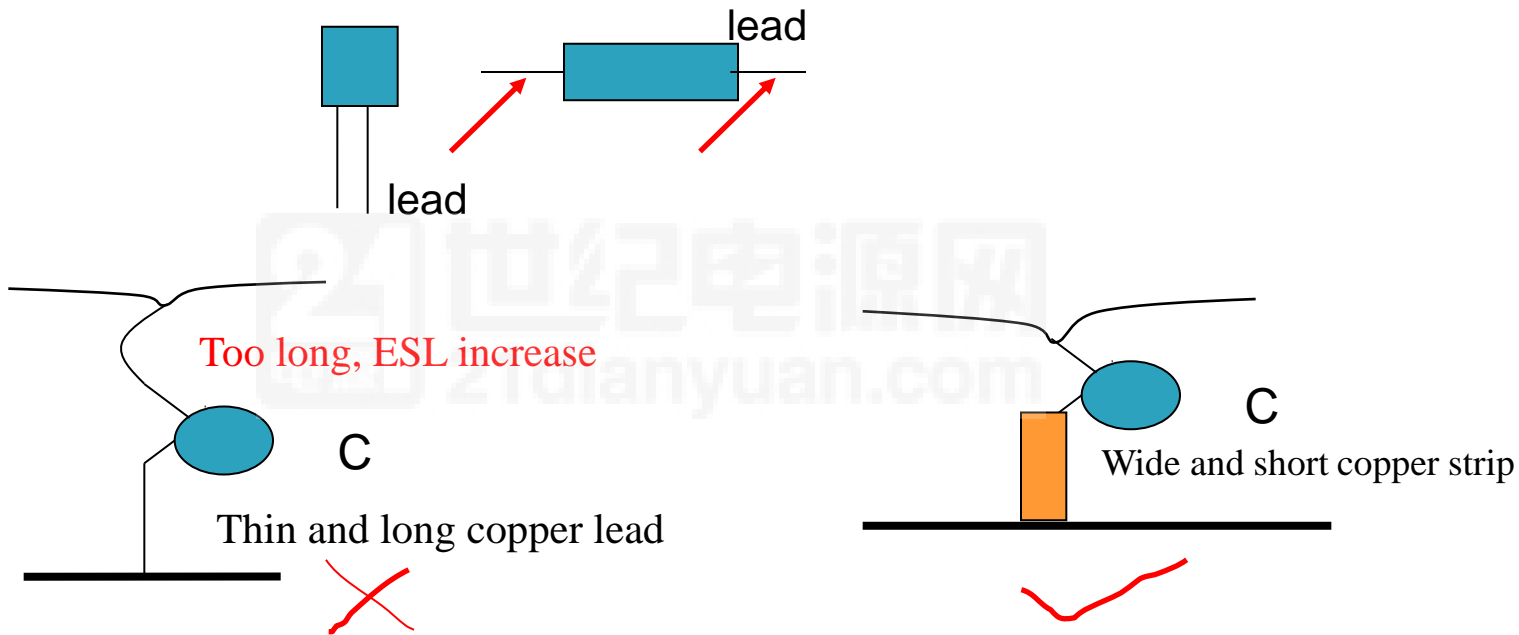 lead
lead
世纪电源网
21dianyuan.com
Too long, ESL increase
C
C
Wide and short copper strip
Thin and long copper lead